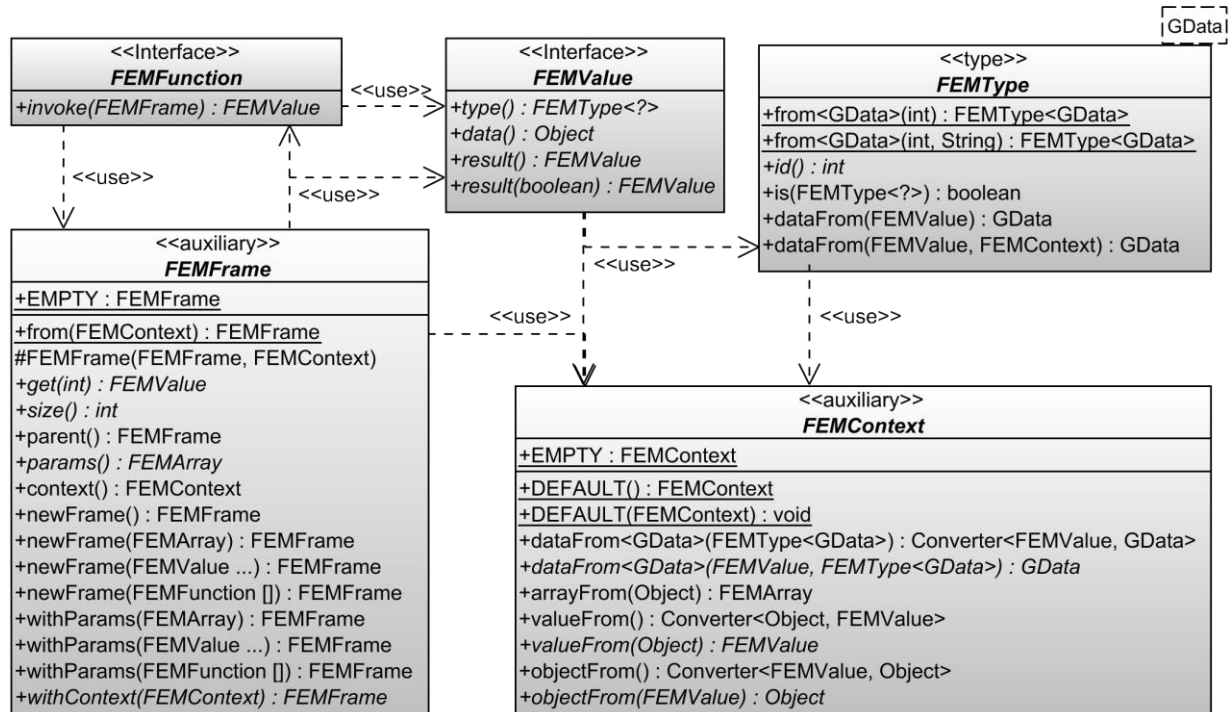 GData
<<Interface>>
FEMFunction
+invoke(FEMFrame) : FEMValue
<<use>>
<<use>>
<<use>>
<<Interface>>
FEMValue
+type() : FEMType<?>
+data() : Object
+result() : FEMValue
+result(boolean) : FEMValue
<<type>>
FEMType
+from<GData>(int) : FEMType<GData>
+from<GData>(int, String) : FEMType<GData>
+id() : int
+is(FEMType<?>) : boolean
+dataFrom(FEMValue) : GData
+dataFrom(FEMValue, FEMContext) : GData
<<use>>
<<use>>
<<use>>
<<auxiliary>>
FEMFrame
+EMPTY : FEMFrame
+from(FEMContext) : FEMFrame
#FEMFrame(FEMFrame, FEMContext)
+get(int) : FEMValue
+size() : int
+parent() : FEMFrame
+params() : FEMArray
+context() : FEMContext
+newFrame() : FEMFrame
+newFrame(FEMArray) : FEMFrame
+newFrame(FEMValue ...) : FEMFrame
+newFrame(FEMFunction []) : FEMFrame
+withParams(FEMArray) : FEMFrame
+withParams(FEMValue ...) : FEMFrame
+withParams(FEMFunction []) : FEMFrame
+withContext(FEMContext) : FEMFrame
<<auxiliary>>
FEMContext
+EMPTY : FEMContext
+DEFAULT() : FEMContext
+DEFAULT(FEMContext) : void
+dataFrom<GData>(FEMType<GData>) : Converter<FEMValue, GData>
+dataFrom<GData>(FEMValue, FEMType<GData>) : GData
+arrayFrom(Object) : FEMArray
+valueFrom() : Converter<Object, FEMValue>
+valueFrom(Object) : FEMValue
+objectFrom() : Converter<FEMValue, Object>
+objectFrom(FEMValue) : Object